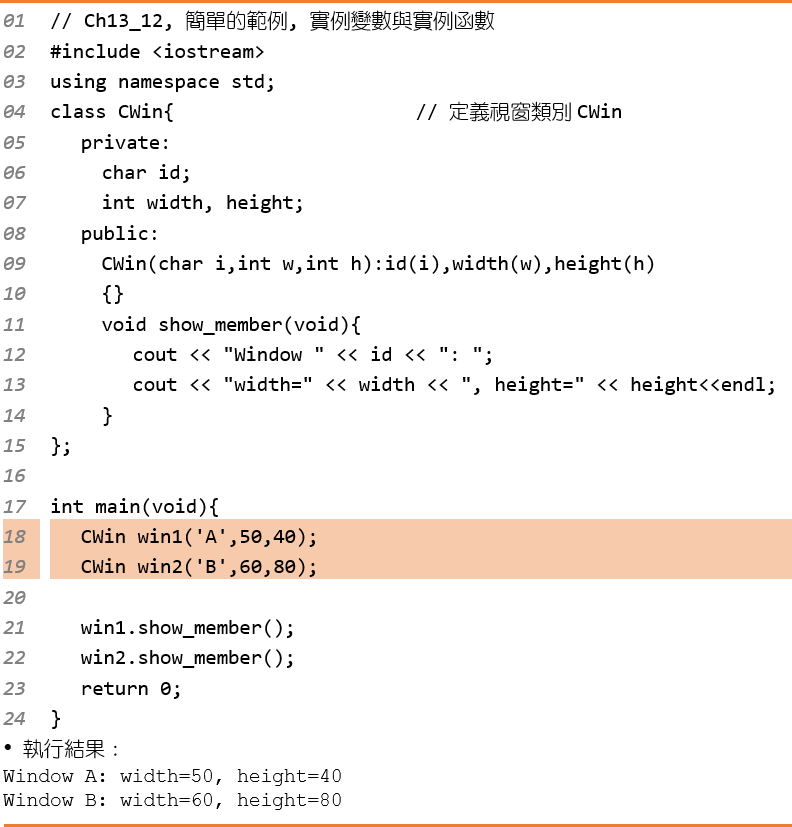 01 // Ch13_12, 簡單的範例, 實例變數與實例函數
02 #include <iostream>
03 using namespace std;
04 class CWin{ // 定義視窗類別 CWin
05 private:
06 char id;
07 int width, height;
08 public:
09 CWin(char i,int w,int h):id(i),width(w),height(h)
10 {}
11 void show_member(void){
12 cout << "Window " << id << ": ";
13 cout << "width=" << width << ", height=" << height<<endl;
14 }
15 };
16
17 int main(void){
18 CWin win1('A',50,40);
19 CWin win2('B',60,80);
20
21 win1.show_member();
22 win2.show_member();
23 return 0;
24 }
• 執行結果：
Window A: width=50, height=40
Window B: width=60, height=80